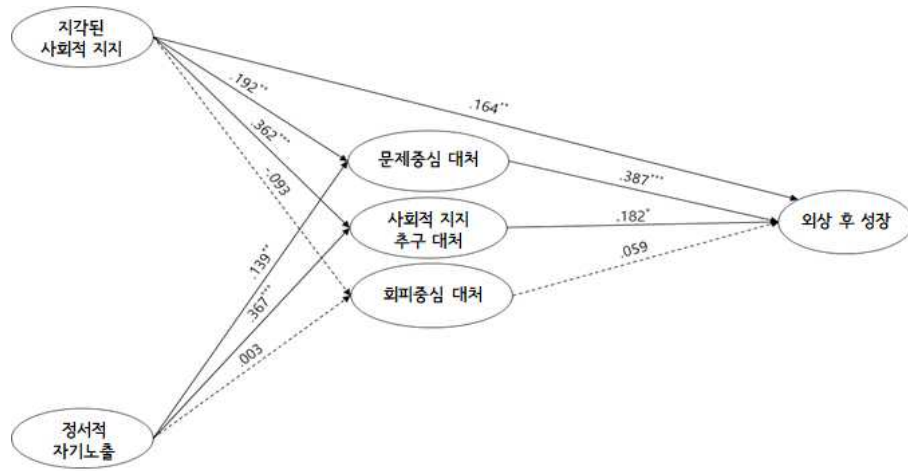 지각된
사회적 지지
.192**
.164**
.362***
-.093
문제중심 대처
.387***
사회적 지지
추구 대처
.182*
외상 후 성장
.059
.139**
회피중심 대처
.367***
.003
정서적
자기노출